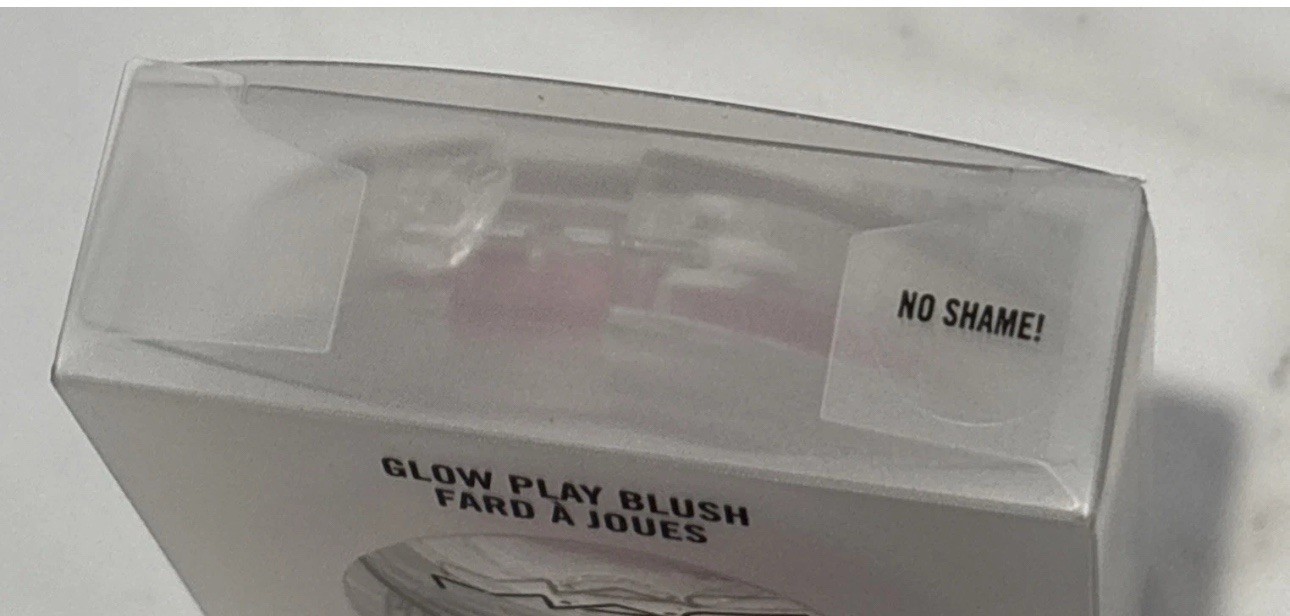 NO SHAME!
GLOW PLAY BLUSH
FARD À JOUES